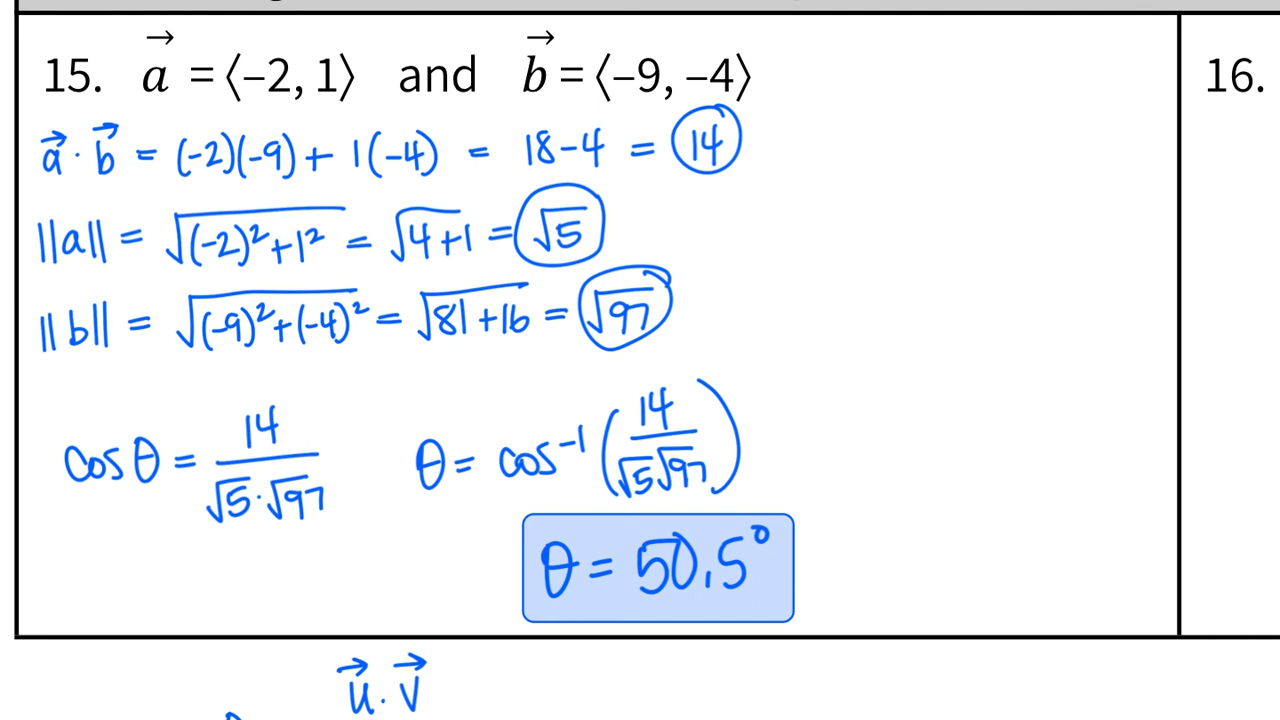 15. a⃗ = ⟨–2, 1⟩ and b⃗ = ⟨–9, –4⟩
16.
a⃗ · b⃗ = (-2)(-9) + 1(-4) = 18 - 4 = 14
||a|| = √((-2)² + 1²) = √(4+1) = √5
||b|| = √((-9)² + (-4)²) = √(81 + 16) = √97
cos θ = 14 / (√5 · √97) θ = cos⁻¹ (14 / (√5√97))
θ = 50.5°
u⃗ · v⃗